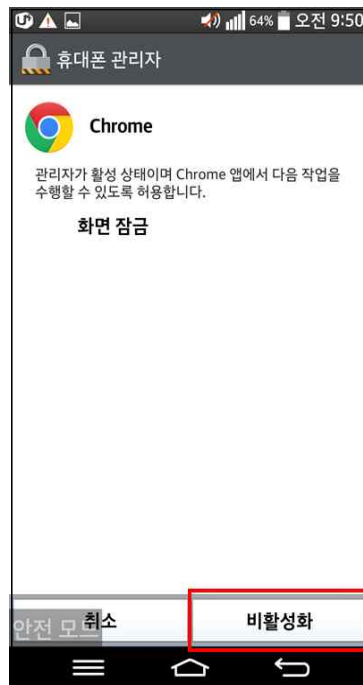 64% 오전 9:50
휴대폰 관리자
Chrome
관리자가 활성 상태이며 Chrome 앱에서 다음 작업을
수행할 수 있도록 허용합니다.
화면 잠금
안전 모드
취소
비활성화